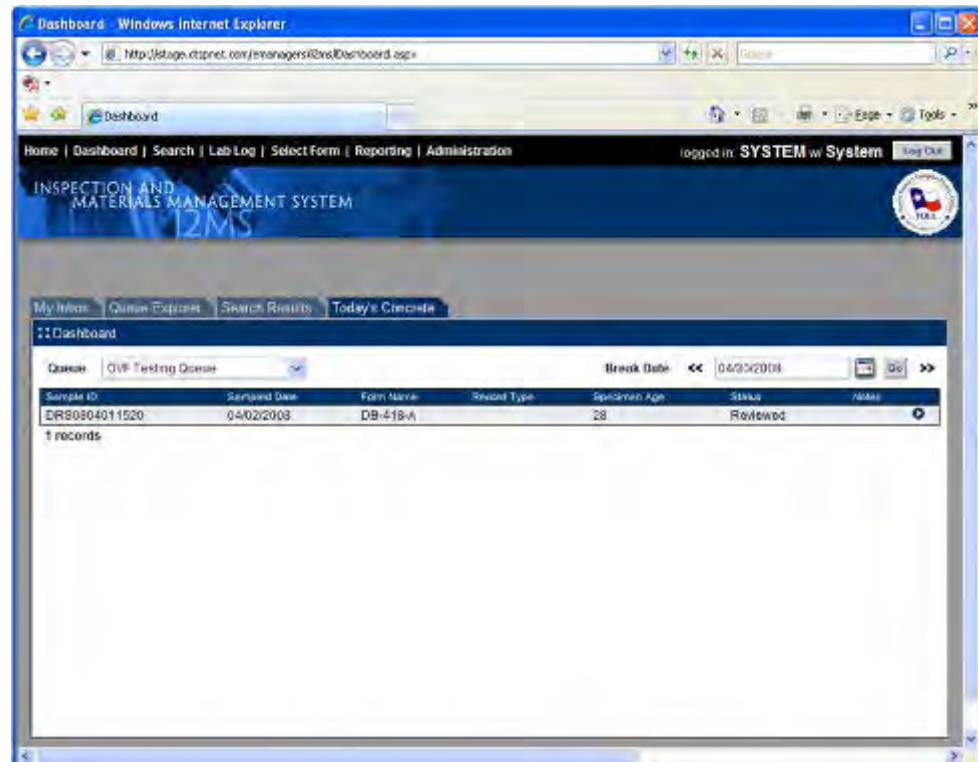 Dashboard Windows Internet Explorer
Dashboard
Page Tools
Home | Dashboard | Search | Lab Log | Select Form | Reporting | Administration
logged in: SYSTEM w/ System Log Out
INSPECTION AND
MATERIALS MANAGEMENT SYSTEM
I2MS
My Inbox Queue Explorer Search Results Today's Concrete
Dashboard
Queue OVF Testing Queue Break Date << >>
Sample ID Sampled Date Form Name Record Type Specimen Age Status Notes
DRS0804011520 04/02/2008 DB-418-A 28 Reviewed
1 records